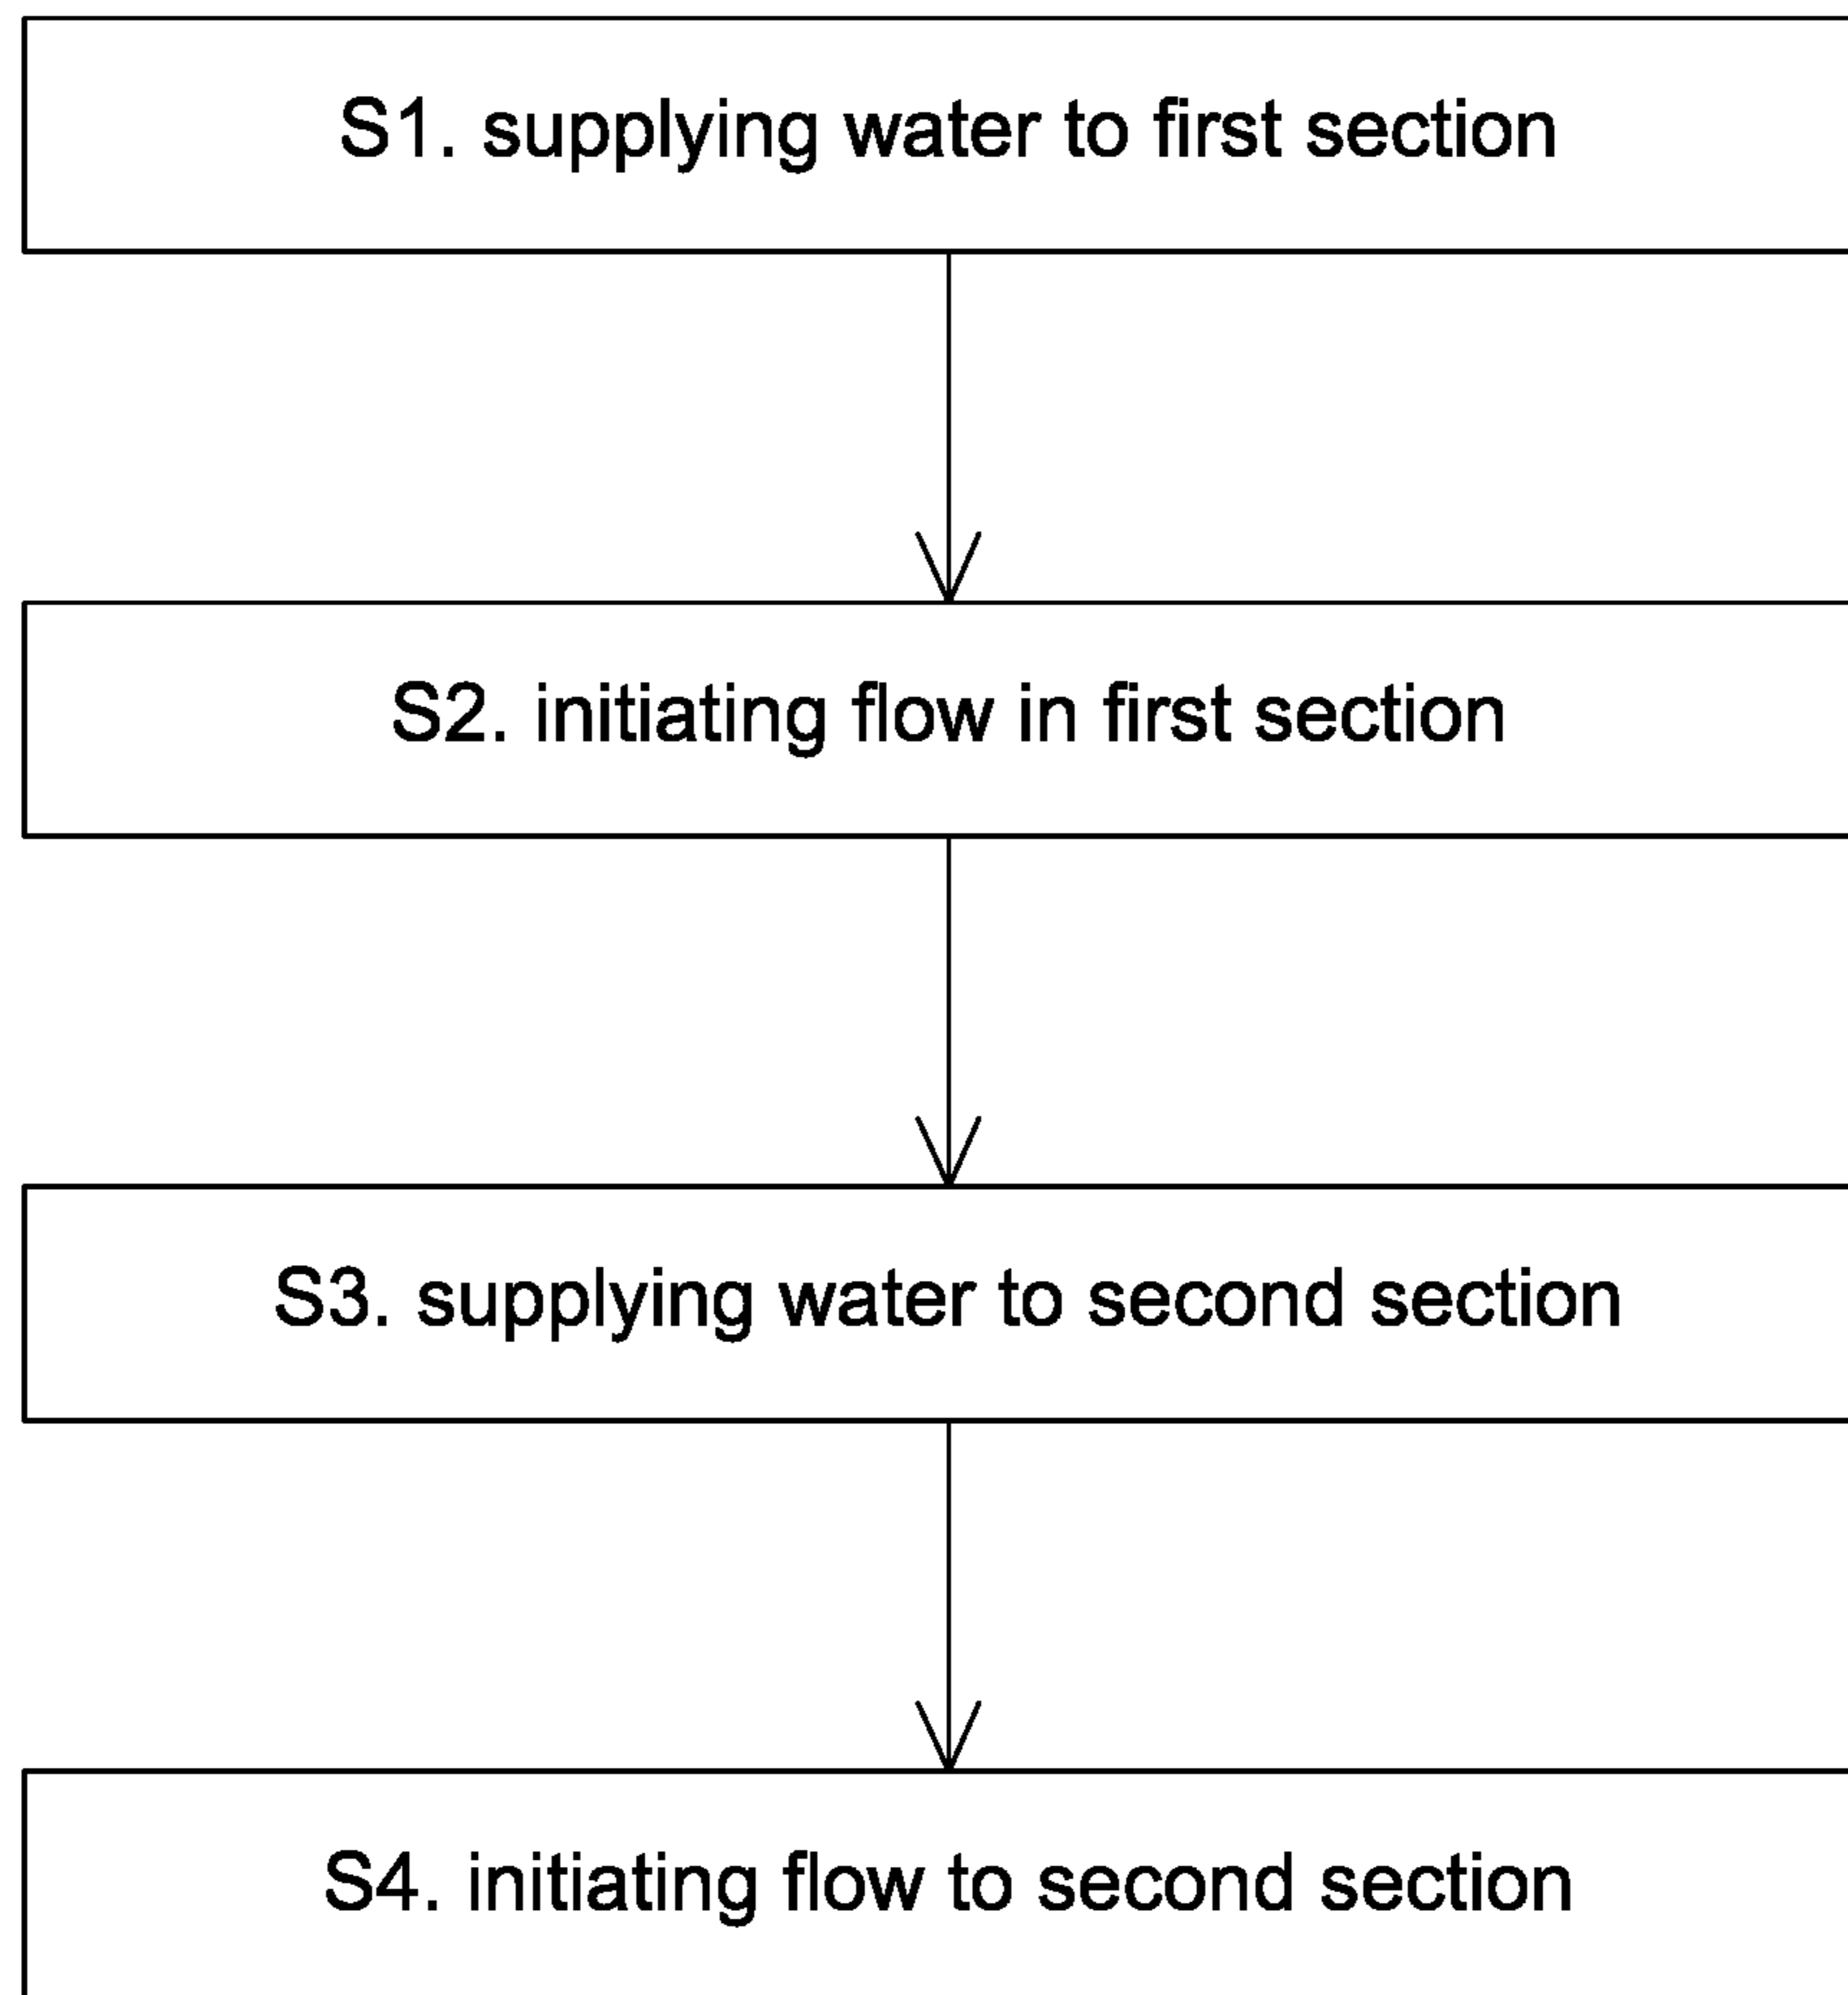 S1. supplying water to first section
S2. initiating flow in first section
S3. supplying water to second section
S4. initiating flow to second section